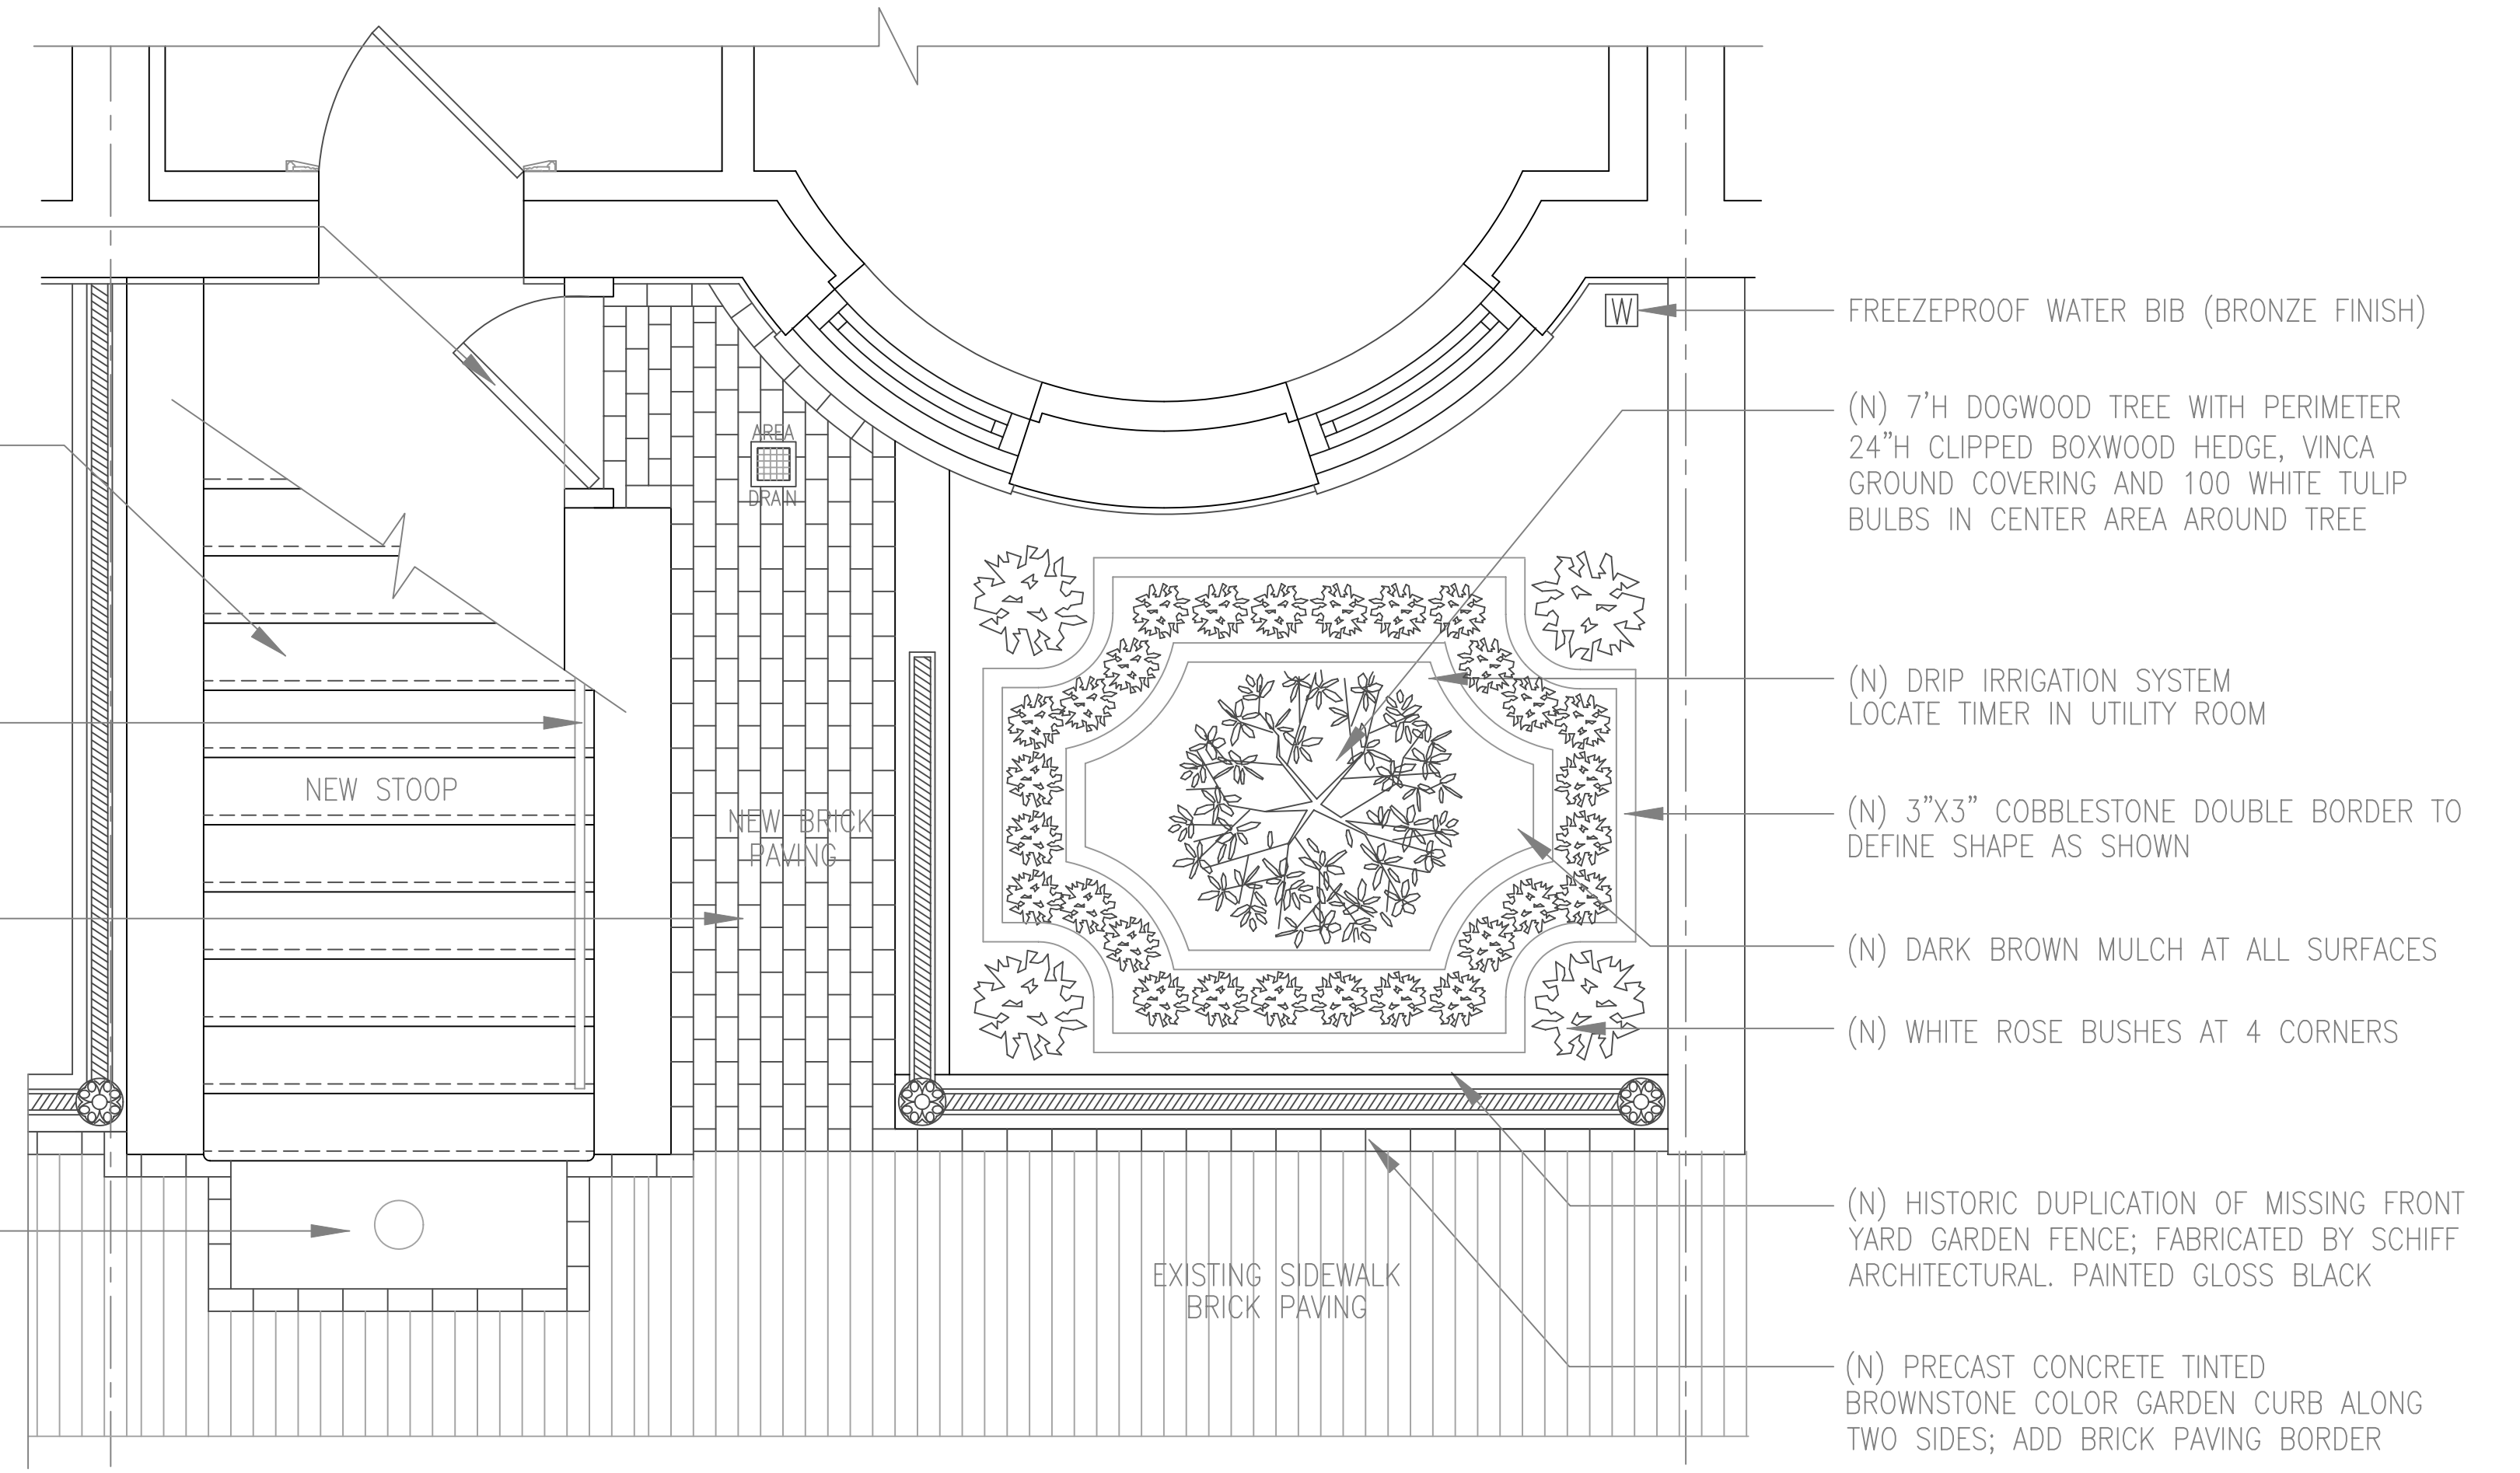 AREA
DRAIN
NEW STOOP
NEW BRICK
PAVING
EXISTING SIDEWALK
BRICK PAVING
W
FREEZEPROOF WATER BIB (BRONZE FINISH)
(N) 7'H DOGWOOD TREE WITH PERIMETER
24"H CLIPPED BOXWOOD HEDGE, VINCA
GROUND COVERING AND 100 WHITE TULIP
BULBS IN CENTER AREA AROUND TREE
(N) DRIP IRRIGATION SYSTEM
LOCATE TIMER IN UTILITY ROOM
(N) 3"X3" COBBLESTONE DOUBLE BORDER TO
DEFINE SHAPE AS SHOWN
(N) DARK BROWN MULCH AT ALL SURFACES
(N) WHITE ROSE BUSHES AT 4 CORNERS
(N) HISTORIC DUPLICATION OF MISSING FRONT
YARD GARDEN FENCE; FABRICATED BY SCHIFF
ARCHITECTURAL. PAINTED GLOSS BLACK
(N) PRECAST CONCRETE TINTED
BROWNSTONE COLOR GARDEN CURB ALONG
TWO SIDES; ADD BRICK PAVING BORDER